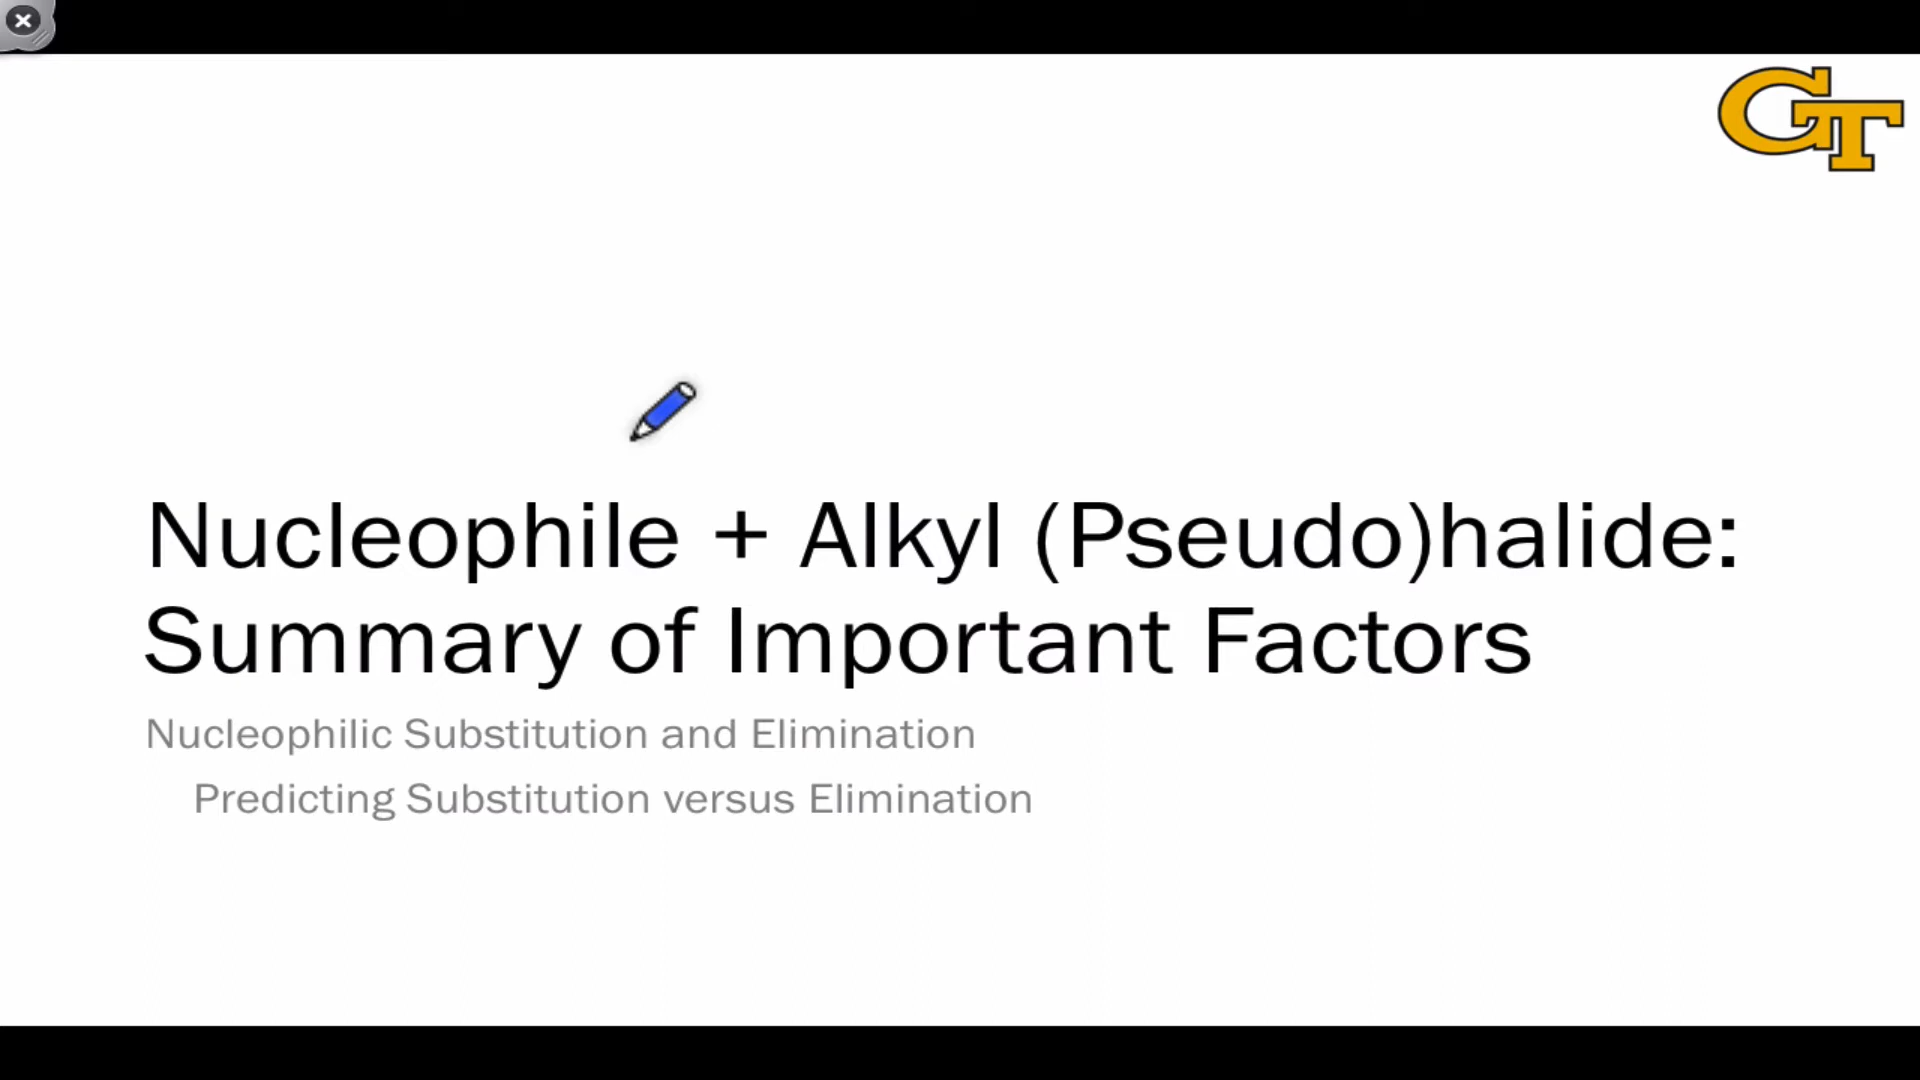 GT
Nucleophile + Alkyl (Pseudo)halide:
Summary of Important Factors
Nucleophilic Substitution and Elimination
Predicting Substitution versus Elimination